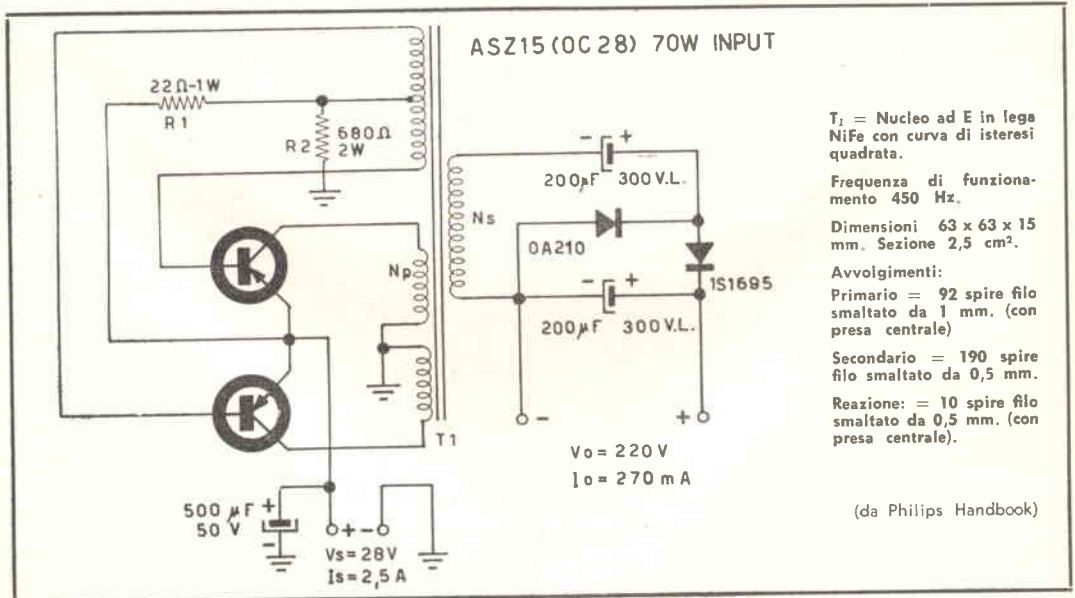 ASZ15 (OC 28) 70W INPUT
22Ω-1W
R1
R2
680Ω
2W
Np
Ns
T1
- +
200µF 300 V.L.
0A210
1S1695
- +
200µF 300 V.L.
- +
Vo = 220 V
Io = 270 mA
500 µF +
50 V -
+ -
Vs = 28V
Is = 2,5 A
T1 = Nucleo ad E in lega
NiFe con curva di isteresi
quadrata.
Frequenza di funziona-
mento 450 Hz.
Dimensioni 63 x 63 x 15
mm. Sezione 2,5 cm².
Avvolgimenti:
Primario = 92 spire filo
smaltato da 1 mm. (con
presa centrale)
Secondario = 190 spire
filo smaltato da 0,5 mm.
Reazione: = 10 spire filo
smaltato da 0,5 mm. (con
presa centrale).
(da Philips Handbook)